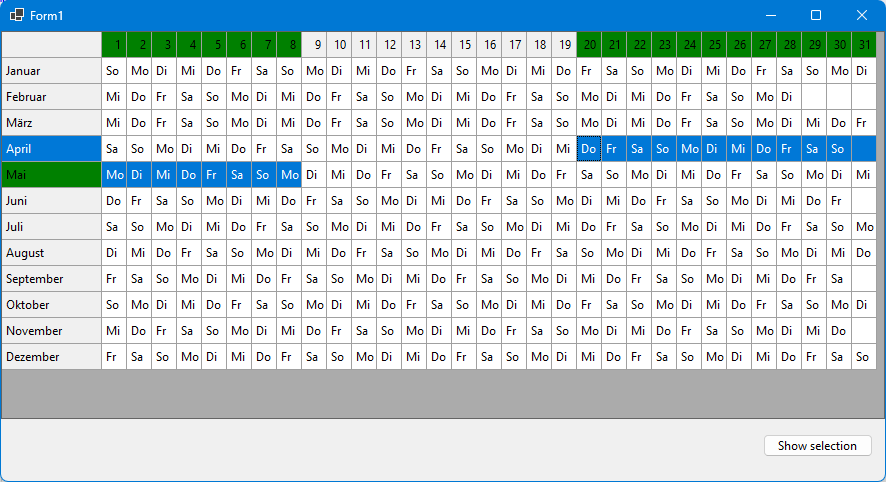 Form1
1 2 3 4 5 6 7 8 9 10 11 12 13 14 15 16 17 18 19 20 21 22 23 24 25 26 27 28 29 30 31
Januar So Mo Di Mi Do Fr Sa So Mo Di Mi Do Fr Sa So Mo Di Mi Do Fr Sa So Mo Di Mi Do Fr Sa So Mo Di
Februar Mi Do Fr Sa So Mo Di Mi Do Fr Sa So Mo Di Mi Do Fr Sa So Mo Di Mi Do Fr Sa So Mo Di
März Mi Do Fr Sa So Mo Di Mi Do Fr Sa So Mo Di Mi Do Fr Sa So Mo Di Mi Do Fr Sa So Mo Di Mi Do Fr
April Sa So Mo Di Mi Do Fr Sa So Mo Di Mi Do Fr Sa So Mo Di Mi Do Fr Sa So Mo Di Mi Do Fr Sa So
Mai Mo Di Mi Do Fr Sa So Mo Di Mi Do Fr Sa So Mo Di Mi Do Fr Sa So Mo Di Mi Do Fr Sa So Mo Di Mi
Juni Do Fr Sa So Mo Di Mi Do Fr Sa So Mo Di Mi Do Fr Sa So Mo Di Mi Do Fr Sa So Mo Di Mi Do Fr
Juli Sa So Mo Di Mi Do Fr Sa So Mo Di Mi Do Fr Sa So Mo Di Mi Do Fr Sa So Mo Di Mi Do Fr Sa So Mo
August Di Mi Do Fr Sa So Mo Di Mi Do Fr Sa So Mo Di Mi Do Fr Sa So Mo Di Mi Do Fr Sa So Mo Di Mi Do
September Fr Sa So Mo Di Mi Do Fr Sa So Mo Di Mi Do Fr Sa So Mo Di Mi Do Fr Sa So Mo Di Mi Do Fr Sa
Oktober So Mo Di Mi Do Fr Sa So Mo Di Mi Do Fr Sa So Mo Di Mi Do Fr Sa So Mo Di Mi Do Fr Sa So Mo Di
November Mi Do Fr Sa So Mo Di Mi Do Fr Sa So Mo Di Mi Do Fr Sa So Mo Di Mi Do Fr Sa So Mo Di Mi Do
Dezember Fr Sa So Mo Di Mi Do Fr Sa So Mo Di Mi Do Fr Sa So Mo Di Mi Do Fr Sa So Mo Di Mi Do Fr Sa So
Show selection